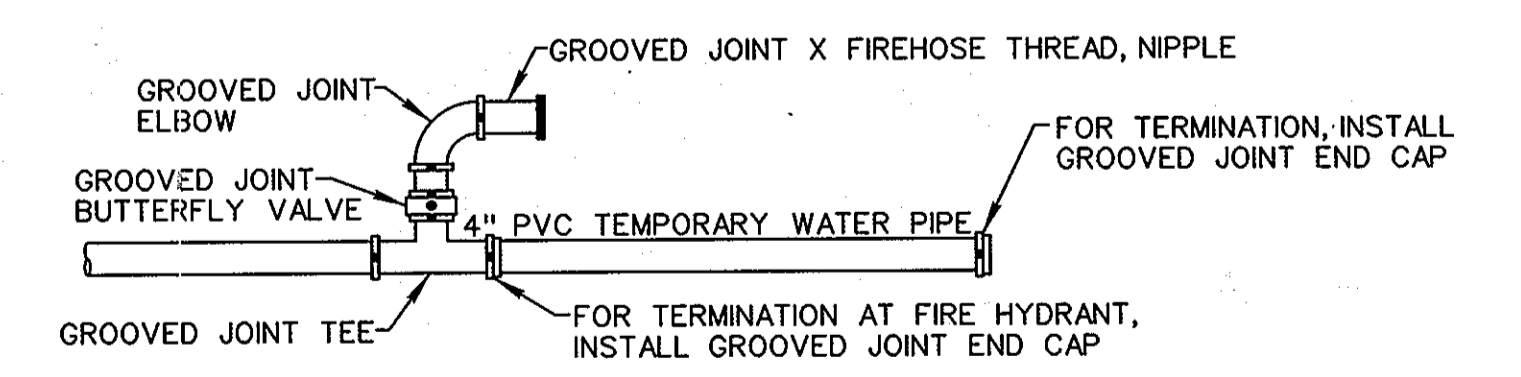 GROOVED JOINT X FIREHOSE THREAD, NIPPLE
GROOVED JOINT
ELBOW
FOR TERMINATION, INSTALL
GROOVED JOINT END CAP
GROOVED JOINT
BUTTERFLY VALVE
4" PVC TEMPORARY WATER PIPE
GROOVED JOINT TEE
FOR TERMINATION AT FIRE HYDRANT,
INSTALL GROOVED JOINT END CAP